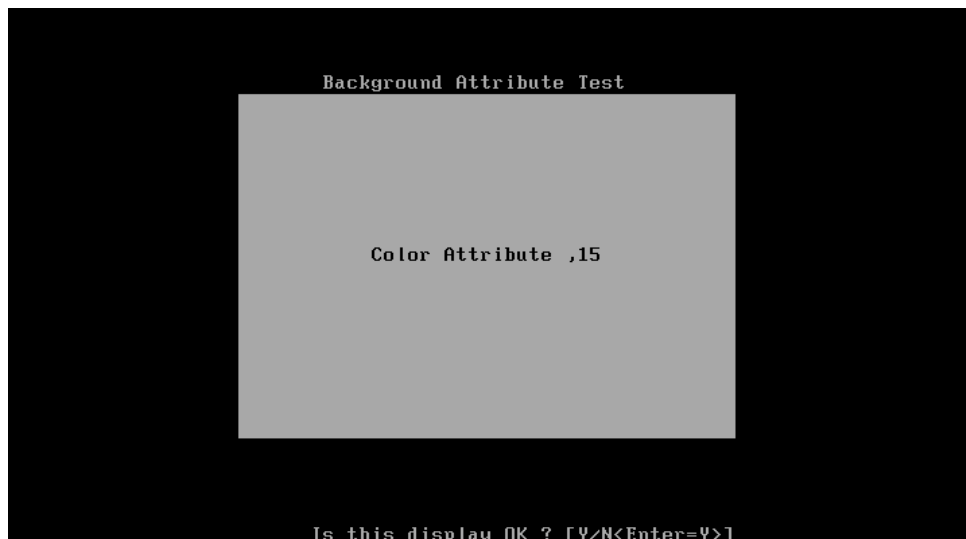 Background Attribute Test
Color Attribute ,15
Is this display OK ? [Y/N<Enter=Y>]